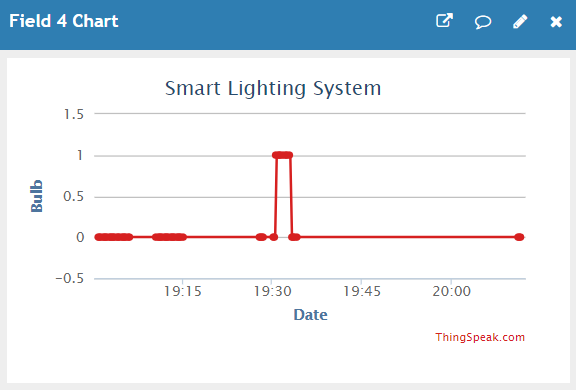 Field 4 Chart
Smart Lighting System
1.5
1
0.5
0
-0.5
Bulb
19:15 19:30 19:45 20:00
Date
ThingSpeak.com